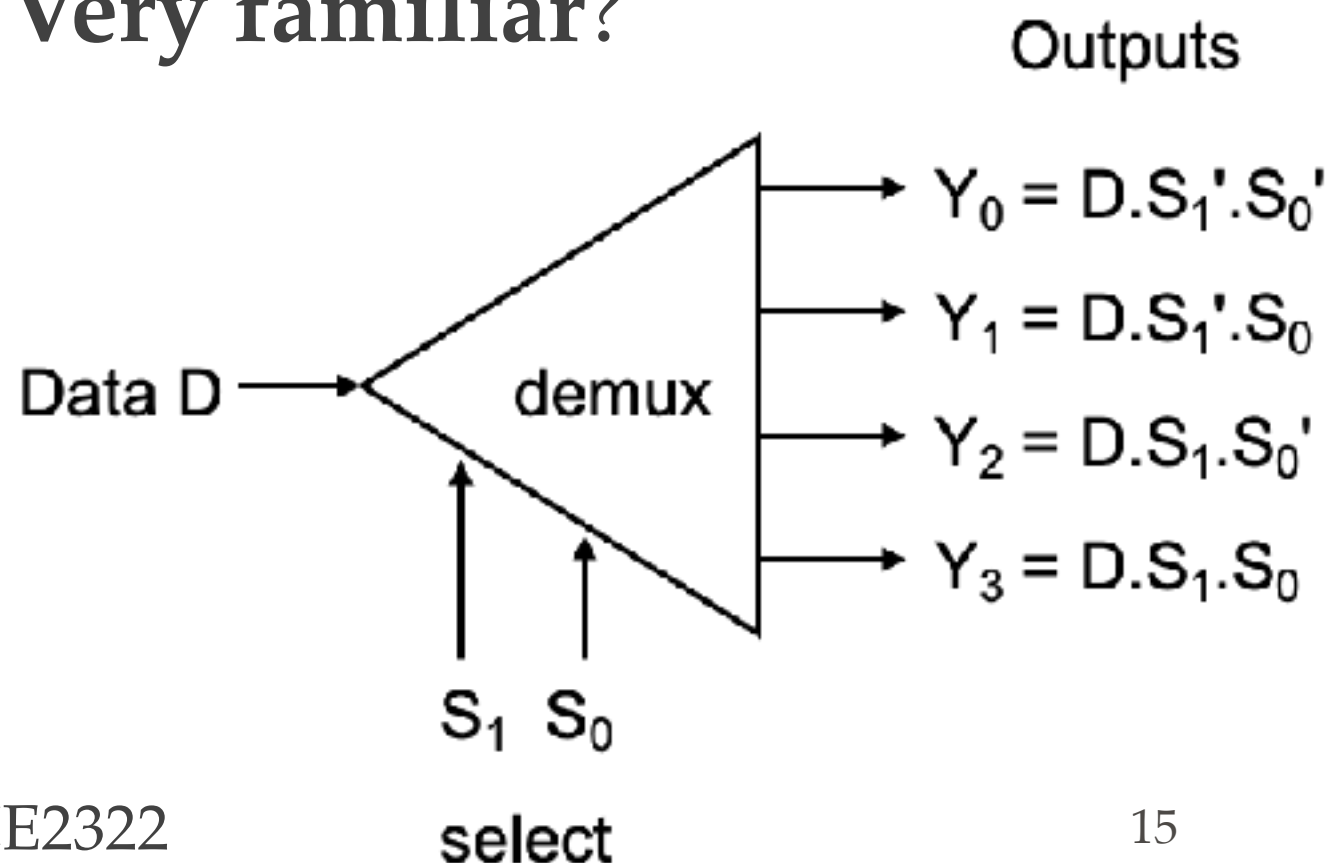 Very familiar?
Outputs
Y₀ = D.S₁'.S₀'
Y₁ = D.S₁'.S₀
Data D
demux
Y₂ = D.S₁.S₀'
Y₃ = D.S₁.S₀
S₁ S₀
select
E2322
15